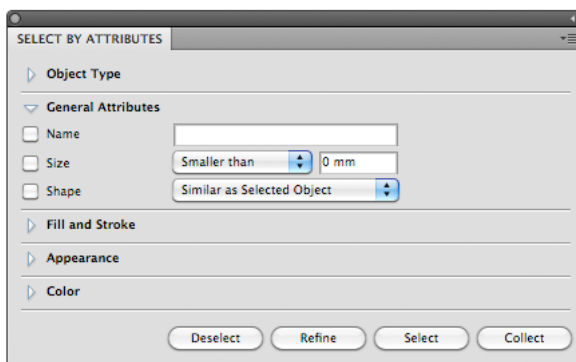 SELECT BY ATTRIBUTES
Object Type
General Attributes
Name
Size Smaller than 0 mm
Shape Similar as Selected Object
Fill and Stroke
Appearance
Color
Deselect Refine Select Collect